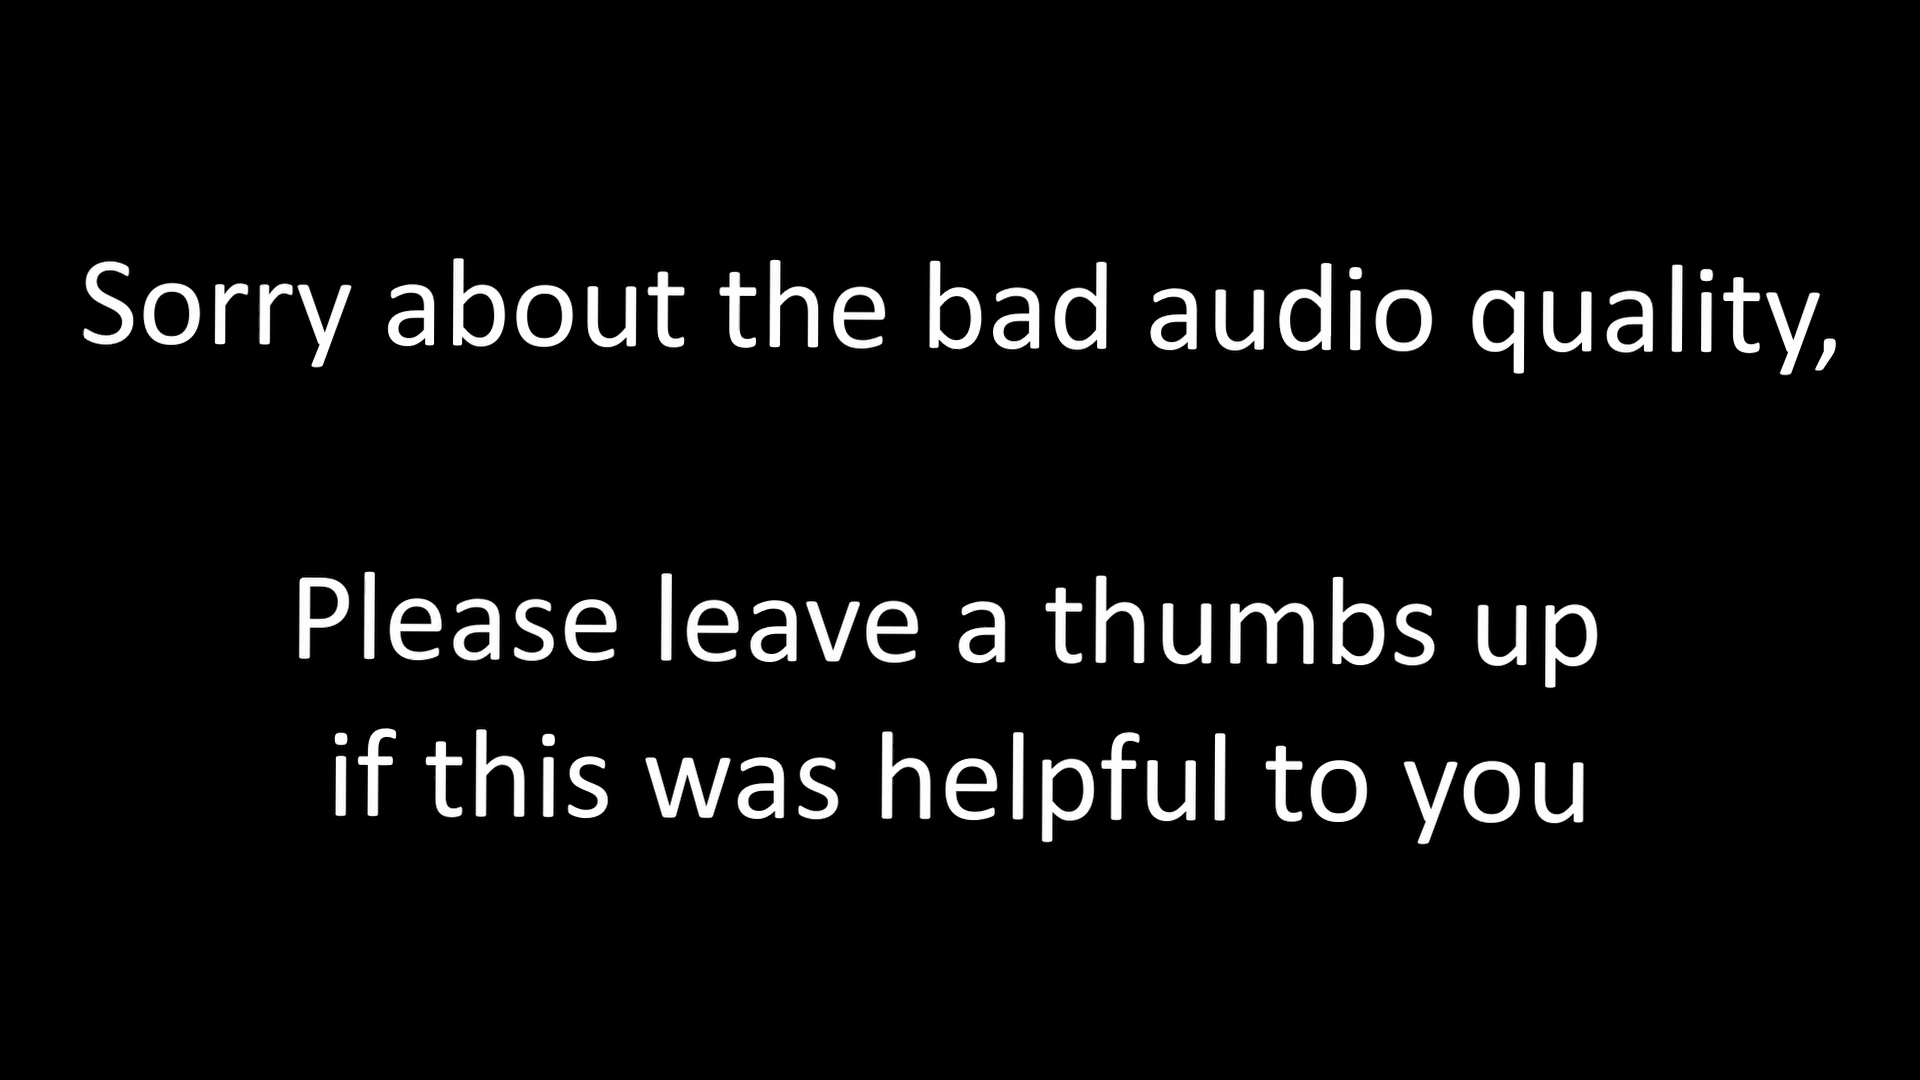 Sorry about the bad audio quality,
Please leave a thumbs up
if this was helpful to you